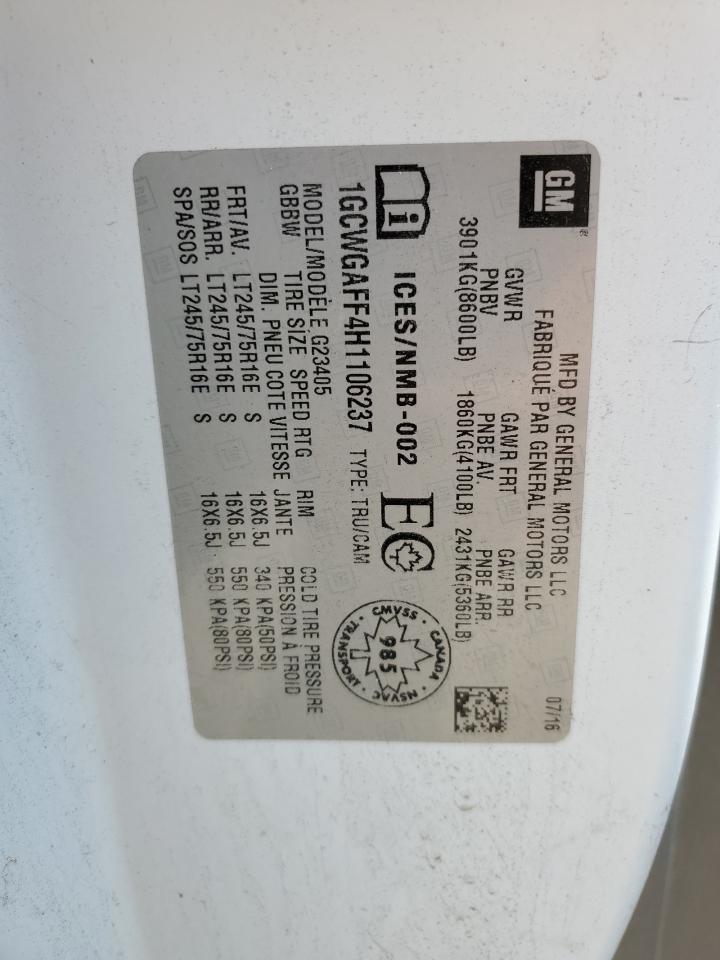 GM
MFD BY GENERAL MOTORS LLC 07/16
FABRIQUÉ PAR GENERAL MOTORS LLC
GVWR GAWR FRT GAWR RR
PNBV PNBE AV. PNBE ARR.
3901KG(8600LB) 1860KG(4100LB) 2431KG(5360LB)
i ICES/NMB-002 EC
CMVSS · CANADA · NSVAC · TRANSPORT ·
985
1GCWGAFF4H1106237 TYPE: TRU/CAM
MODEL/MODÈLE G23405
GBBW TIRE SIZE SPEED RTG RIM COLD TIRE PRESSURE
DIM. PNEU COTE VITESSE JANTE PRESSION À FROID
FRT/AV. LT245/75R16E S 16X6.5J 340 KPA(50PSI)
RR/ARR. LT245/75R16E S 16X6.5J 550 KPA(80PSI)
SPA/SOS LT245/75R16E S 16X6.5J 550 KPA(80PSI)